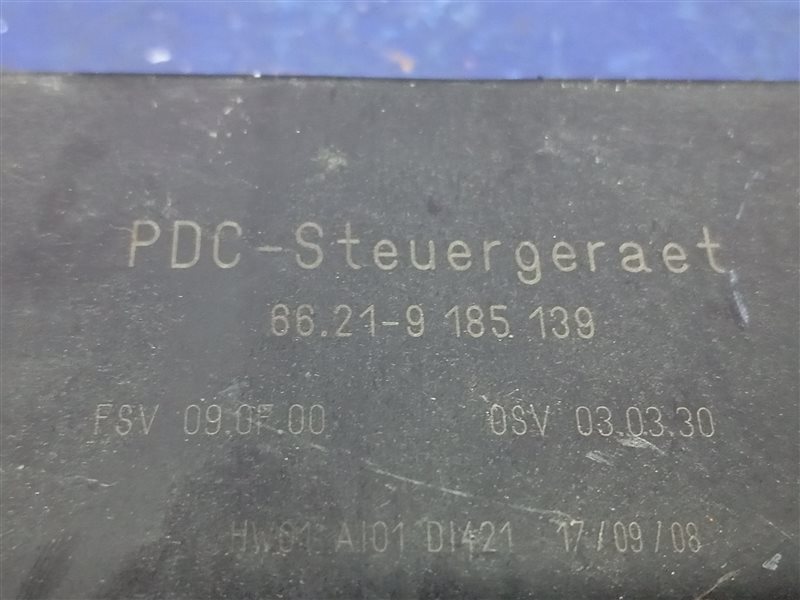 PDC-Steuergeraet
66.21-9 185 139
FSV 09.0F.00 OSV 03.03.30
HW01 AI01 DI421 17/09/08